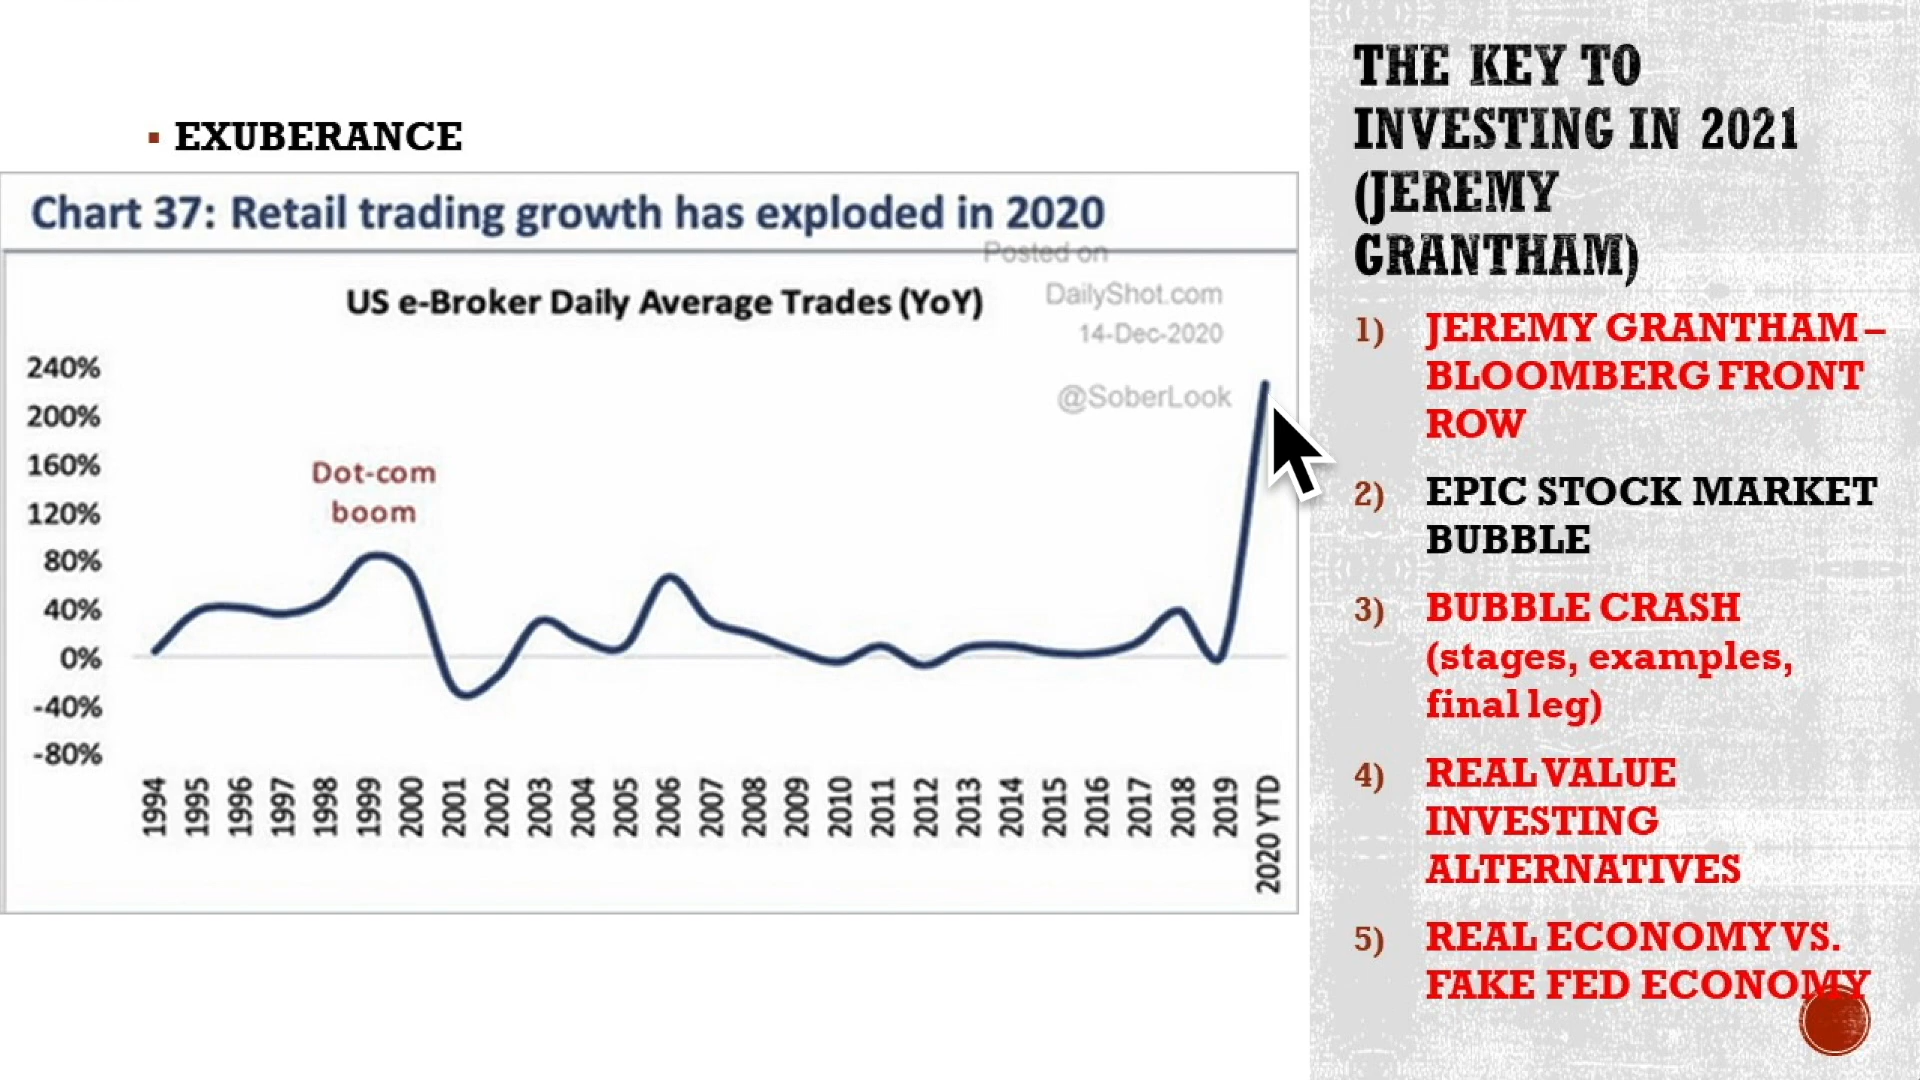 ▪ EXUBERANCE
Chart 37: Retail trading growth has exploded in 2020
Posted on
DailyShot.com
14-Dec-2020
@SoberLook
US e-Broker Daily Average Trades (YoY)
240%
200%
160%
120%
80%
40%
0%
-40%
-80%
Dot-com
boom
1994 1995 1996 1997 1998 1999 2000 2001 2002 2003 2004 2005 2006 2007 2008 2009 2010 2011 2012 2013 2014 2015 2016 2017 2018 2019 2020 YTD
THE KEY TO
INVESTING IN 2021
(JEREMY
GRANTHAM)
1) JEREMY GRANTHAM –
BLOOMBERG FRONT
ROW
2) EPIC STOCK MARKET
BUBBLE
3) BUBBLE CRASH
(stages, examples,
final leg)
4) REAL VALUE
INVESTING
ALTERNATIVES
5) REAL ECONOMY VS.
FAKE FED ECONOMY